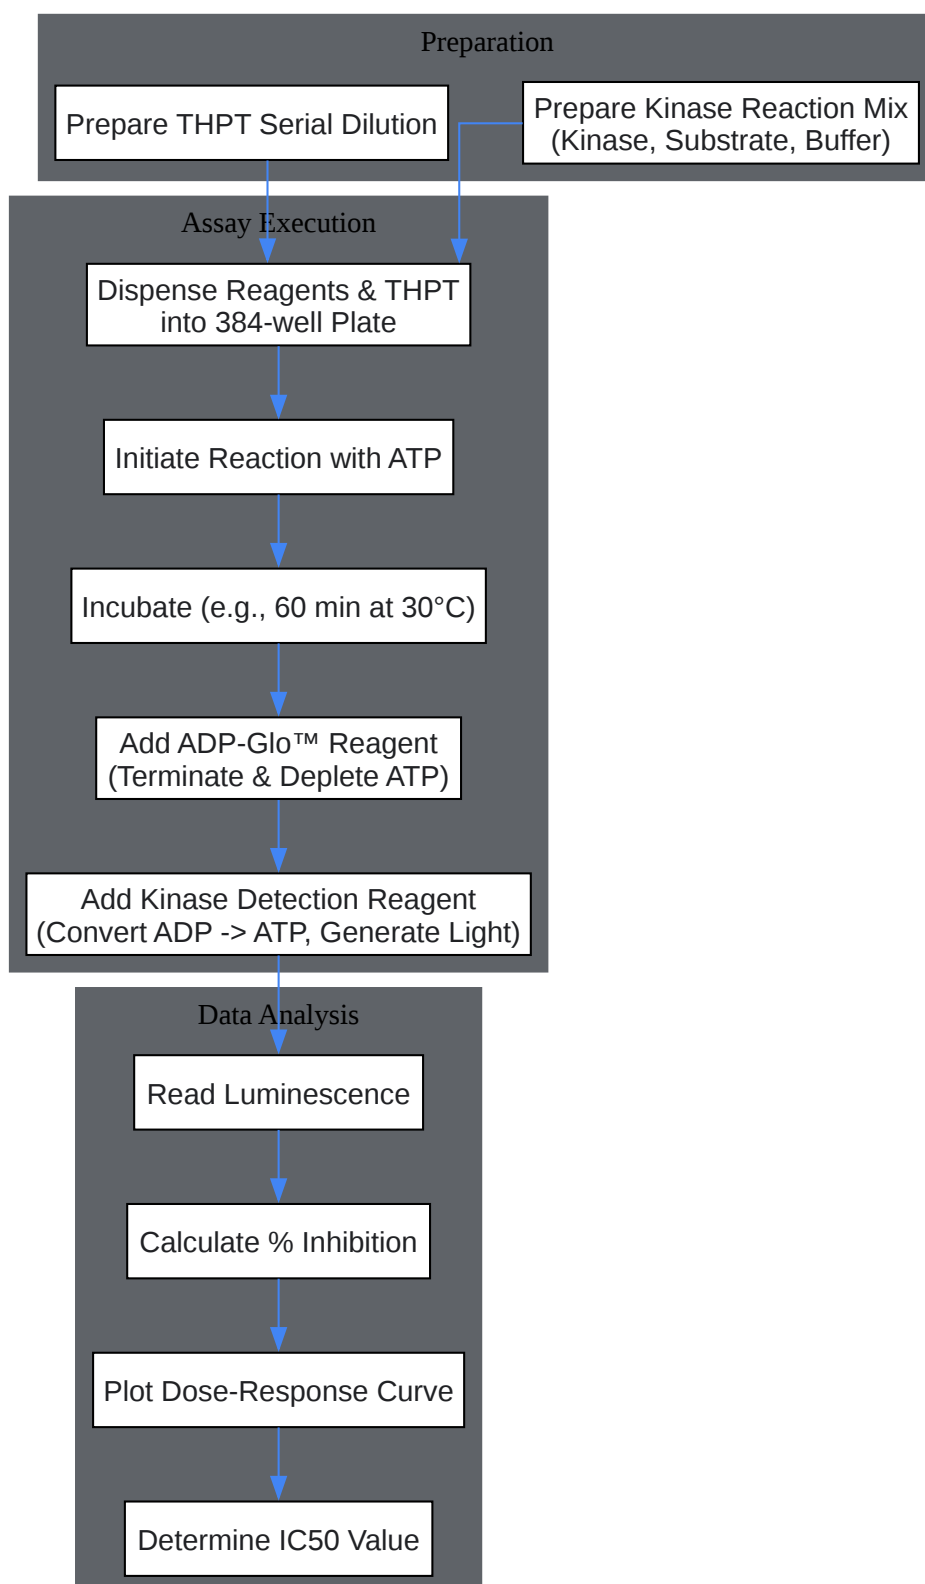 Preparation
Prepare THPT Serial Dilution
Prepare Kinase Reaction Mix
(Kinase, Substrate, Buffer)
Assay Execution
Dispense Reagents & THPT
into 384-well Plate
Initiate Reaction with ATP
Incubate (e.g., 60 min at 30°C)
Add ADP-Glo™ Reagent
(Terminate & Deplete ATP)
Add Kinase Detection Reagent
(Convert ADP -> ATP, Generate Light)
Data Analysis
Read Luminescence
Calculate % Inhibition
Plot Dose-Response Curve
Determine IC50 Value